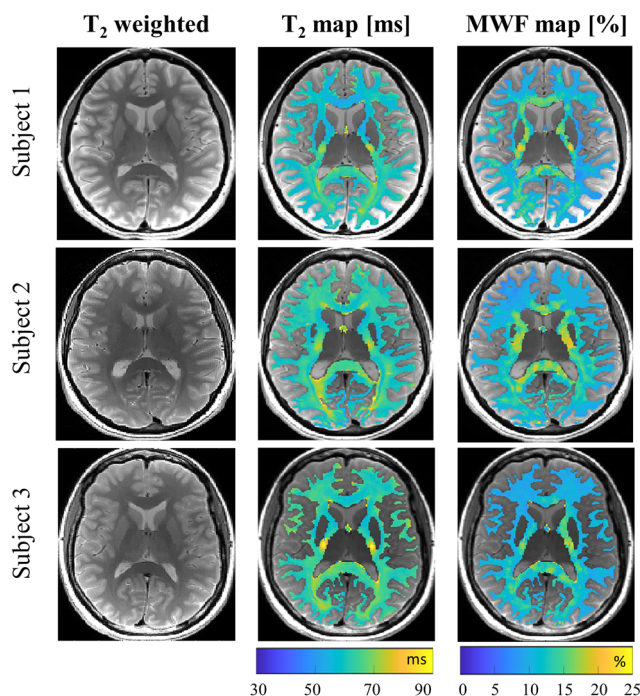 T₂ weighted T₂ map [ms] MWF map [%]
Subject 1
Subject 2
Subject 3
ms %
30 50 70 90 0 5 10 15 20 25